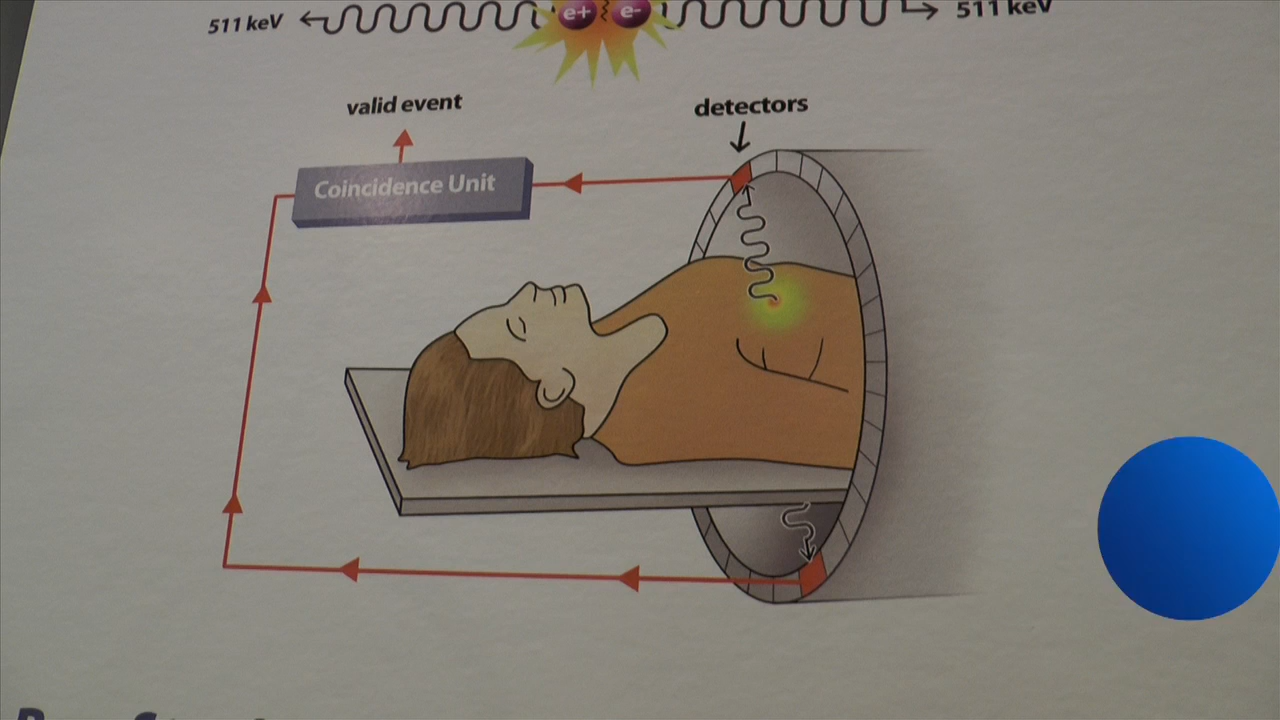 511 keV e+ e- 511 keV
valid event
detectors
Coincidence Unit